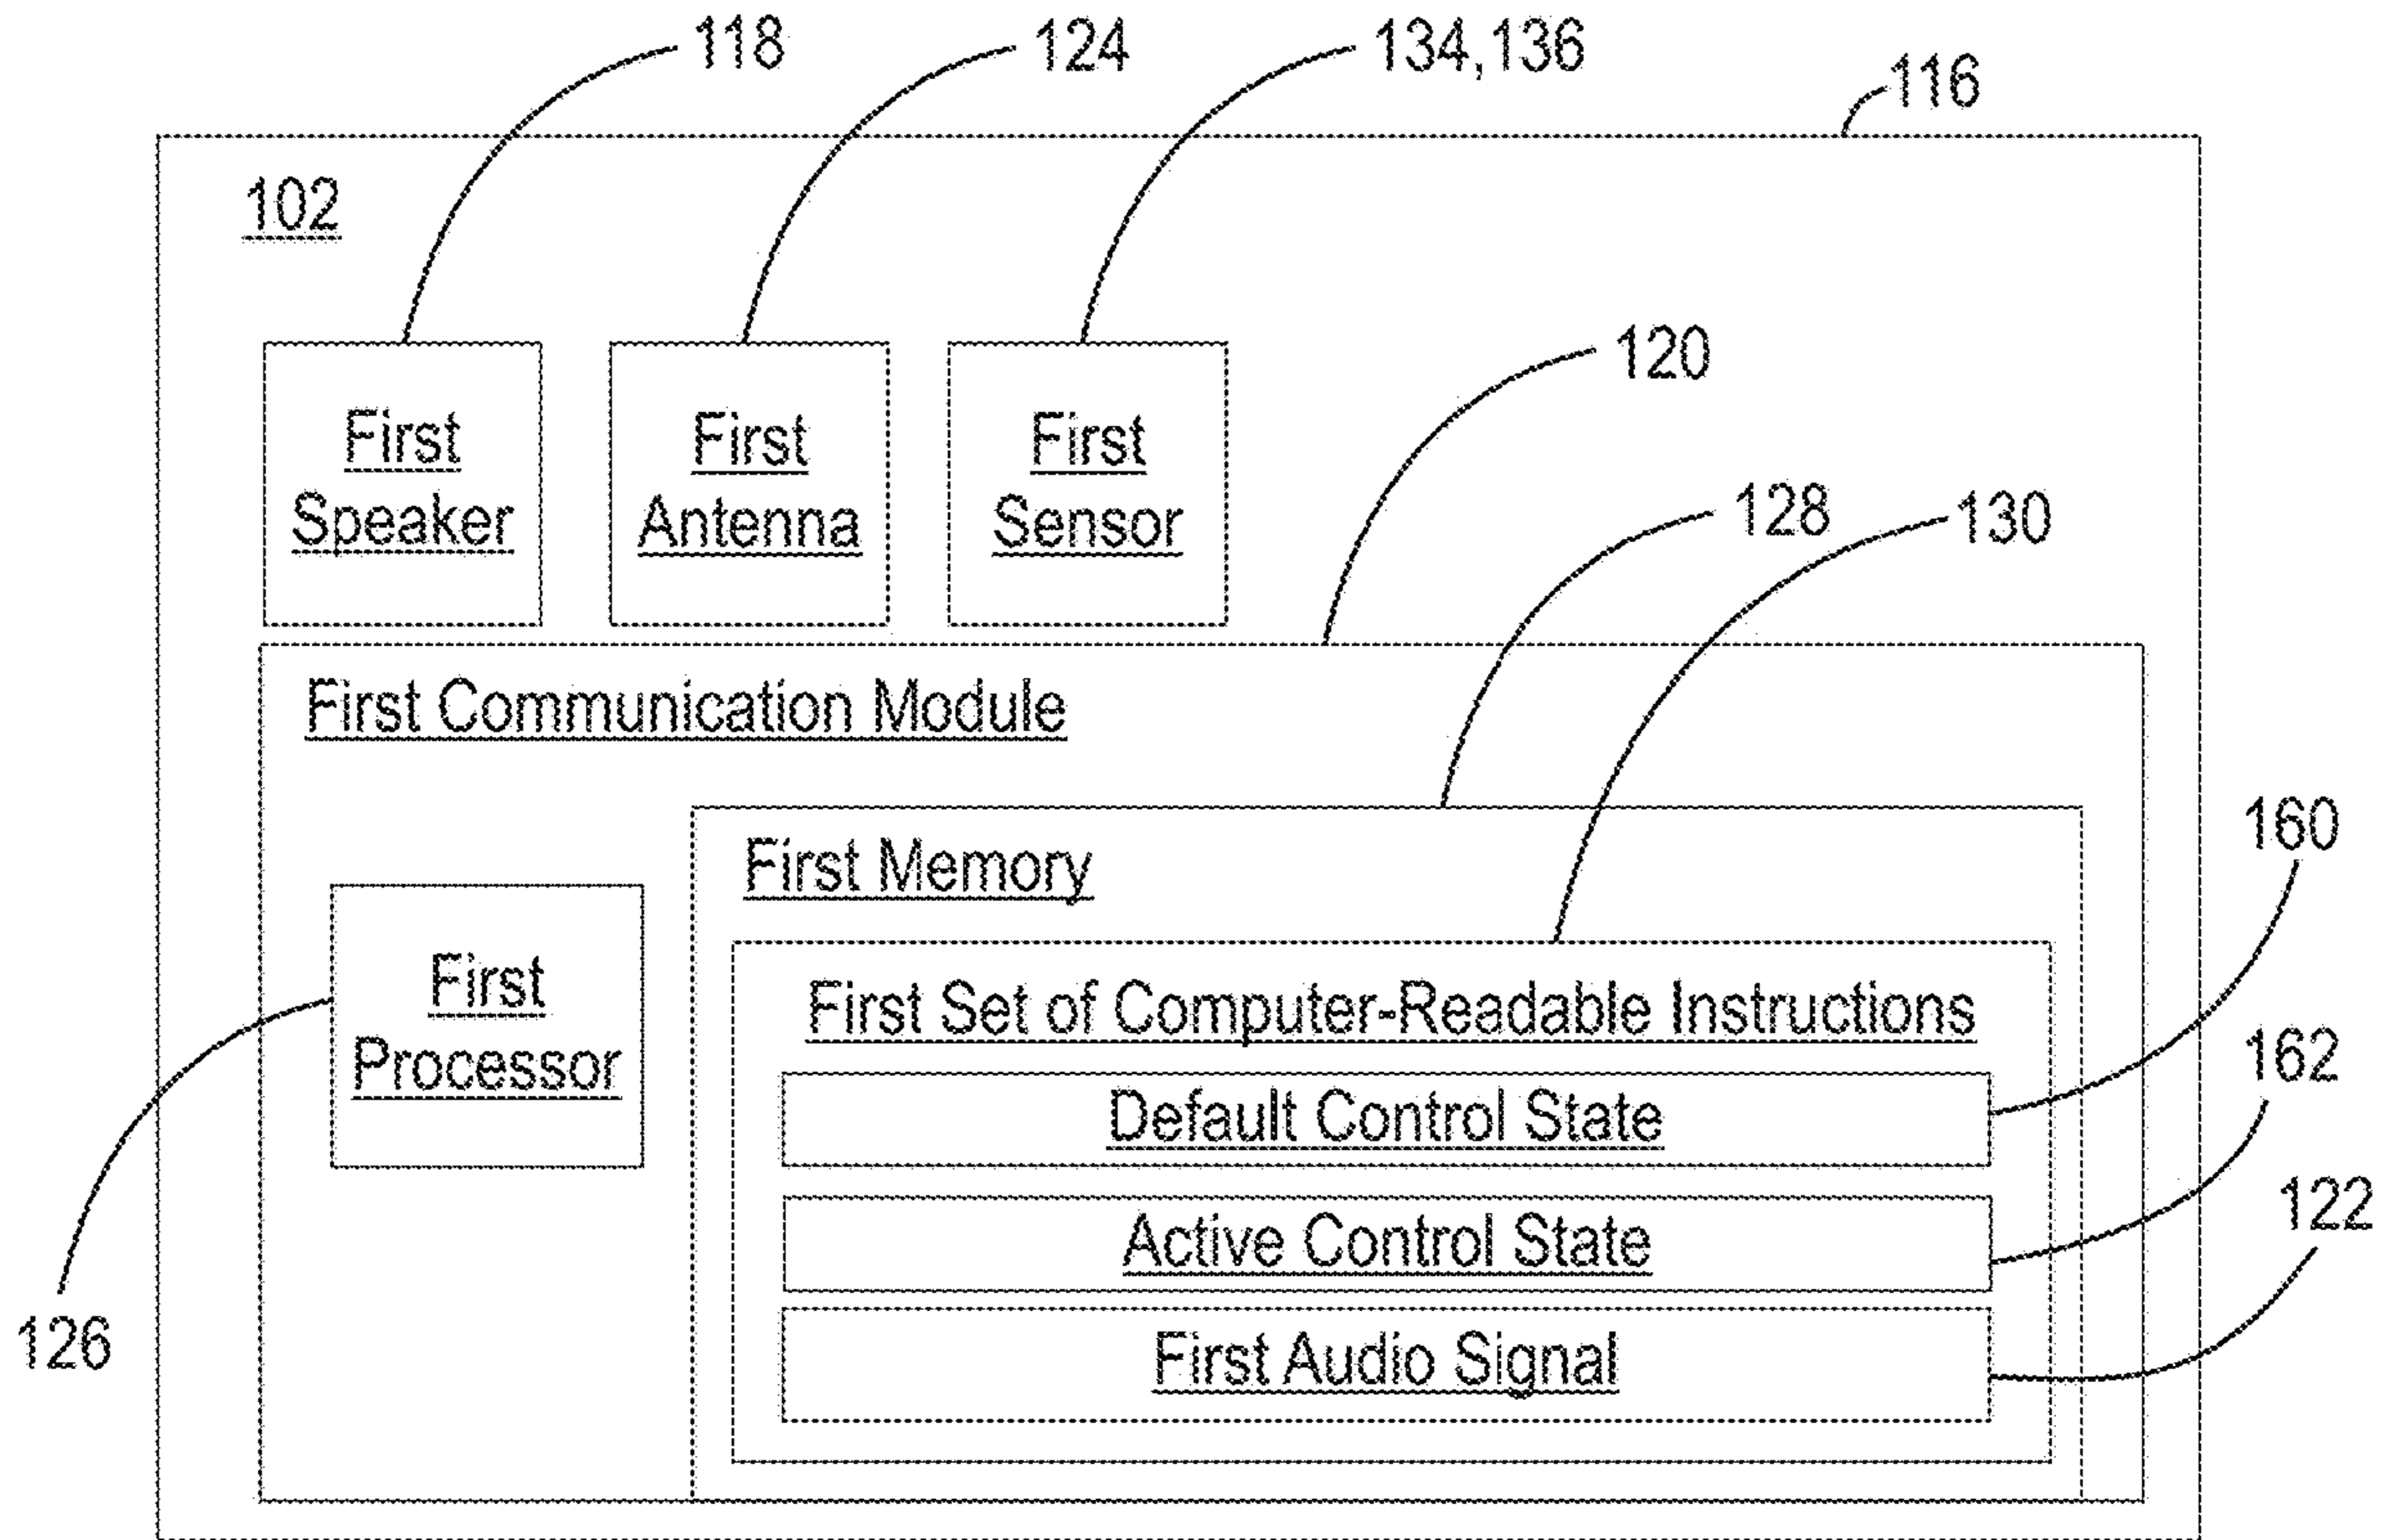 118
124
134,136
116
102
120
First
Speaker
First
Antenna
First
Sensor
128
130
First Communication Module
160
First Memory
First
Processor
First Set of Computer-Readable Instructions
162
Default Control State
122
Active Control State
126
First Audio Signal